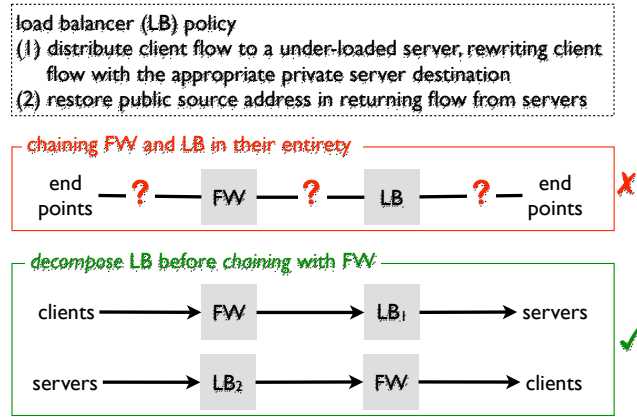 load balancer (LB) policy
(1) distribute client flow to a under-loaded server, rewriting client
flow with the appropriate private server destination
(2) restore public source address in returning flow from servers
chaining FW and LB in their entirety
end points ? FW ? LB ? end points ✗
decompose LB before chaining with FW
clients FW LB₁ servers
✓
servers LB₂ FW clients